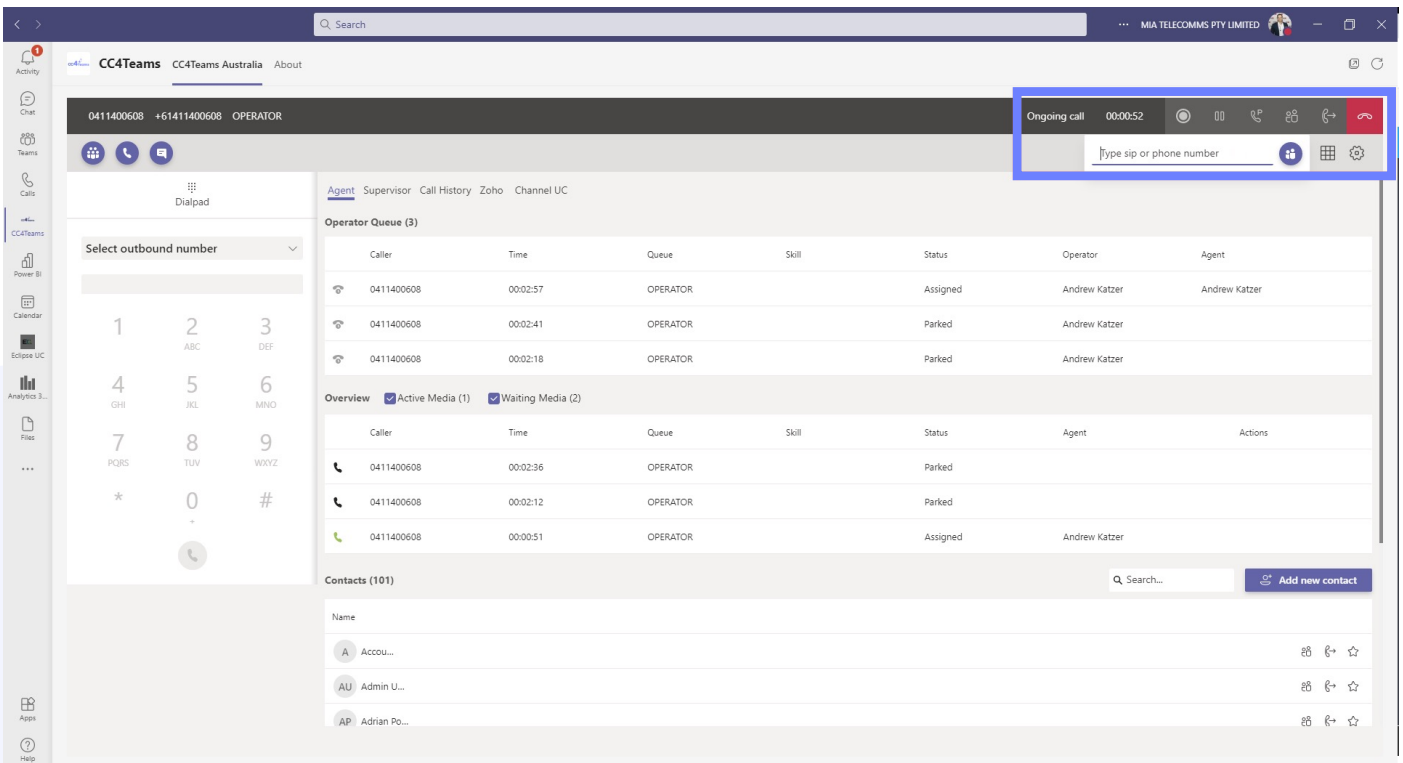 Search
MIA TELECOMMS PTY LIMITED
1
Activity
Chat
Teams
Calls
CC4Teams
Power BI
Calendar
Eclipse UC
Analytics 3...
Files
Apps
Help
CC4Teams CC4Teams Australia About
0411400608 +61411400608 OPERATOR
Ongoing call 00:00:52
Type sip or phone number
Dialpad
Select outbound number
1 2 3
ABC DEF
4 5 6
GHI JKL MNO
7 8 9
PQRS TUV WXYZ
* 0 #
+
Agent Supervisor Call History Zoho Channel UC
Operator Queue (3)
Caller Time Queue Skill Status Operator Agent
0411400608 00:02:57 OPERATOR Assigned Andrew Katzer Andrew Katzer
0411400608 00:02:41 OPERATOR Parked Andrew Katzer
0411400608 00:02:18 OPERATOR Parked Andrew Katzer
Overview Active Media (1) Waiting Media (2)
Caller Time Queue Skill Status Agent Actions
0411400608 00:02:36 OPERATOR Parked
0411400608 00:02:12 OPERATOR Parked
0411400608 00:00:51 OPERATOR Assigned Andrew Katzer
Contacts (101)
Search...
Add new contact
Name
A Accou...
AU Admin U...
AP Adrian Po...